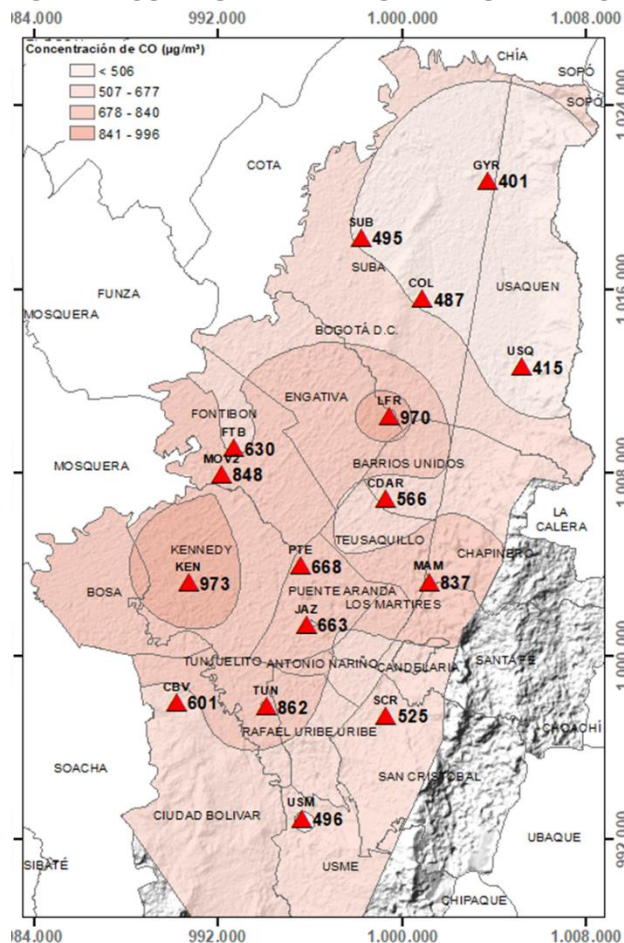 84.000 992.000 1.000.000 1.008.000
Concentración de CO (µg/m³)
< 506
507 - 677
678 - 840
841 - 996
CHÍA
SOPÓ
SOPÓ
1.024.000
COTA
GYR
401
SUB
495
SUBA
COL
487
USAQUEN
FUNZA
MOSQUERA
1.016.000
BOGOTÁ D.C.
USQ
415
ENGATIVA
LFR
970
FONTIBON
FTB
630
MOV2
848
MOSQUERA
BARRIOS UNIDOS
1.008.000
CDAR
566
LA
CALERA
TEUSAQUILLO
CHAPINERO
KENNEDY
KEN
973
PTE
668
MAM
837
BOSA
PUENTE ARANDA
LOS MARTIRES
JAZ
663
1.000.000
TUNJUELITO
ANTONIO NARIÑO
CANDELARIA
SANTA FE
CBV
601
TUN
862
SCR
525
CHOACHÍ
RAFAEL URIBE URIBE
SOACHA
SAN CRISTOBAL
CIUDAD BOLIVAR
USM
496
UBAQUE
992.000
SIBATÉ
USME
CHIPAQUE
84.000 992.000 1.000.000 1.008.000